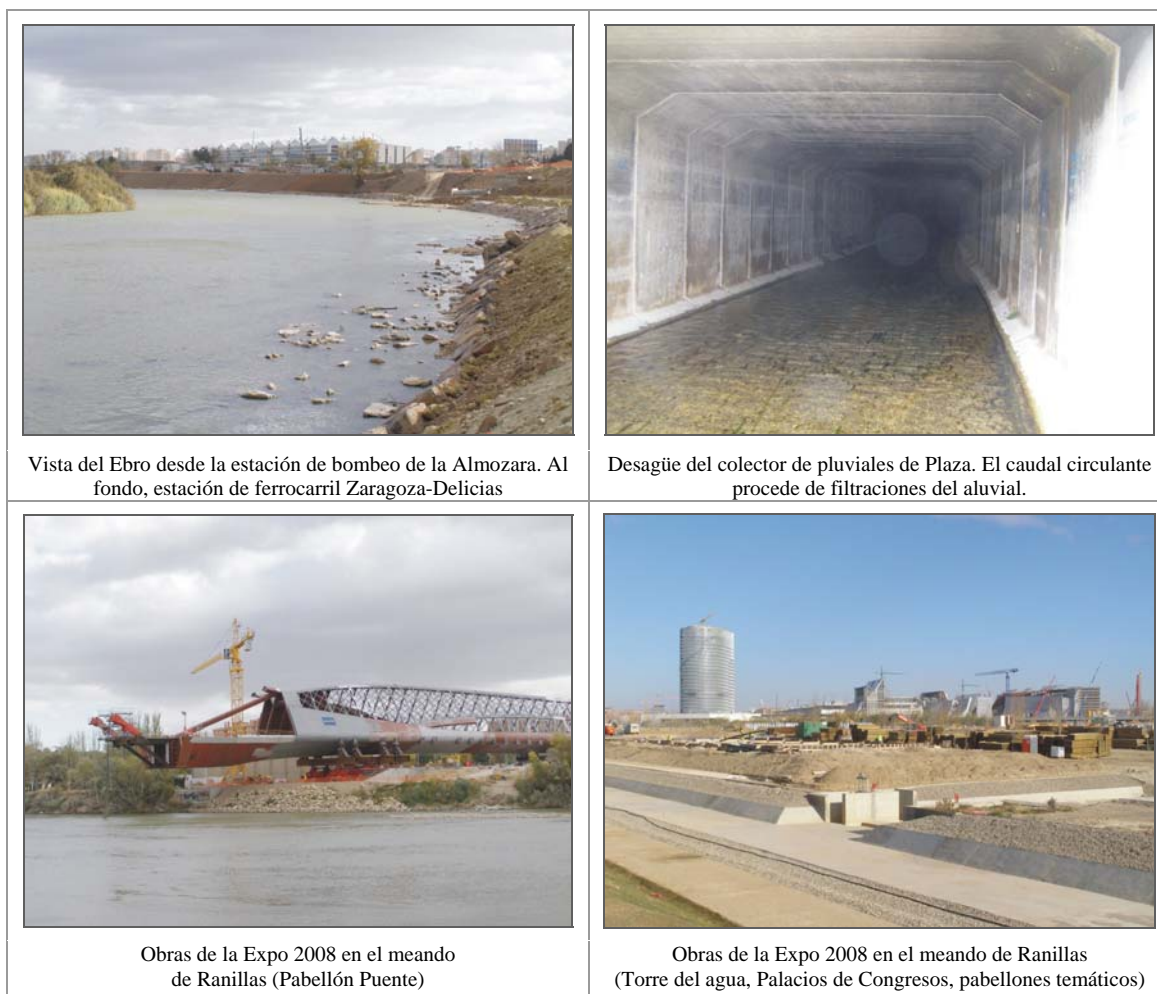 Vista del Ebro desde la estación de bombeo de la Almozara. Al
fondo, estación de ferrocarril Zaragoza-Delicias
Desagüe del colector de pluviales de Plaza. El caudal circulante
procede de filtraciones del aluvial.
Obras de la Expo 2008 en el meando
de Ranillas (Pabellón Puente)
Obras de la Expo 2008 en el meando de Ranillas
(Torre del agua, Palacios de Congresos, pabellones temáticos)